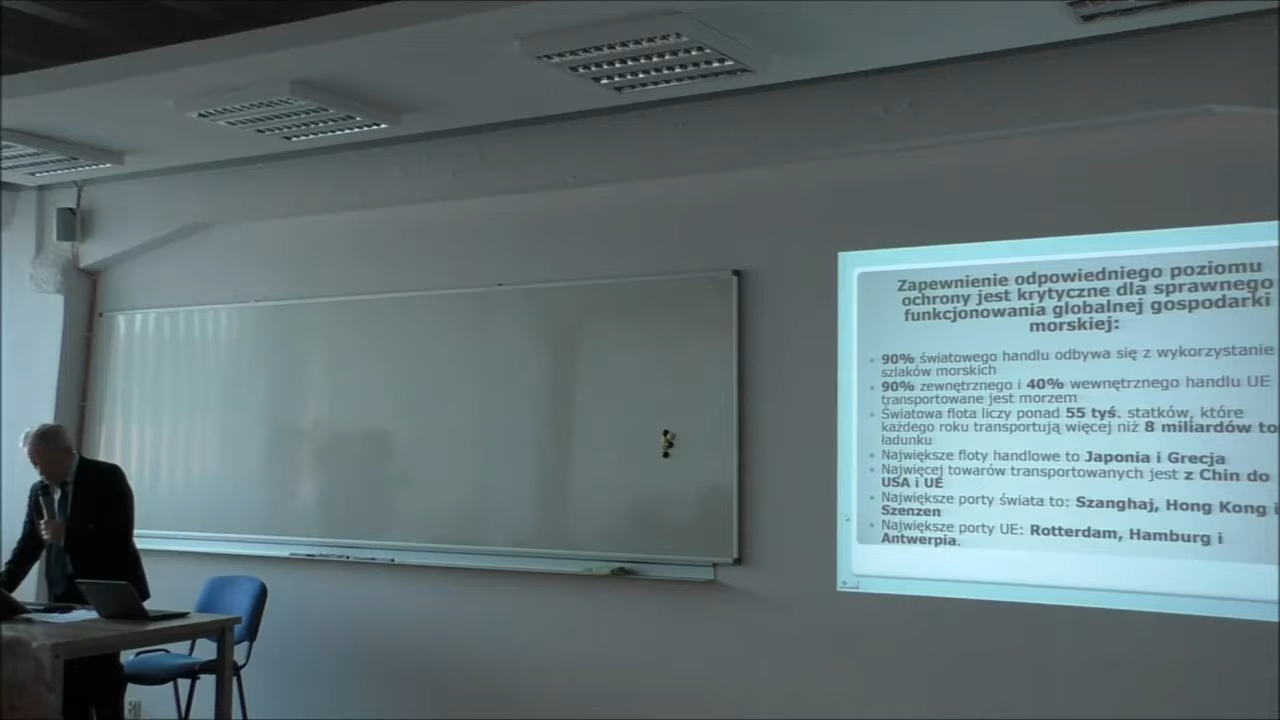 Zapewnienie odpowiedniego poziomu
ochrony jest krytyczne dla sprawnego
funkcjonowania globalnej gospodarki
morskiej:
90% światowego handlu odbywa się z wykorzystanie
szlaków morskich
90% zewnętrznego i 40% wewnętrznego handlu UE
transportowane jest morzem
Światowa flota liczy ponad 55 tyś. statków, które
każdego roku transportują więcej niż 8 miliardów to
ładunku
Największe floty handlowe to Japonia i Grecja
Najwięcej towarów transportowanych jest z Chin do
USA i UE
Największe porty świata to: Szanghaj, Hong Kong i
Szenzen
Największe porty UE: Rotterdam, Hamburg i
Antwerpia.